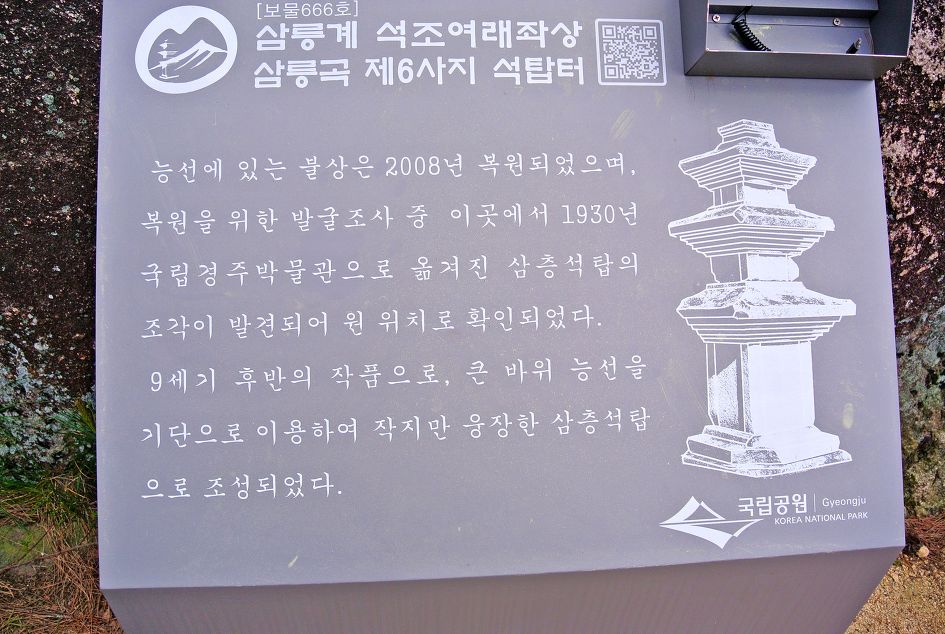 [보물666호]
삼릉계 석조여래좌상
삼릉곡 제6사지 석탑터
능선에 있는 불상은 2008년 복원되었으며,
복원을 위한 발굴조사 중 이곳에서 1930년
국립경주박물관으로 옮겨진 삼층석탑의
조각이 발견되어 원 위치로 확인되었다.
9세기 후반의 작품으로, 큰 바위 능선을
기단으로 이용하여 작지만 웅장한 삼층석탑
으로 조성되었다.
국립공원 | Gyeongju
KOREA NATIONAL PARK